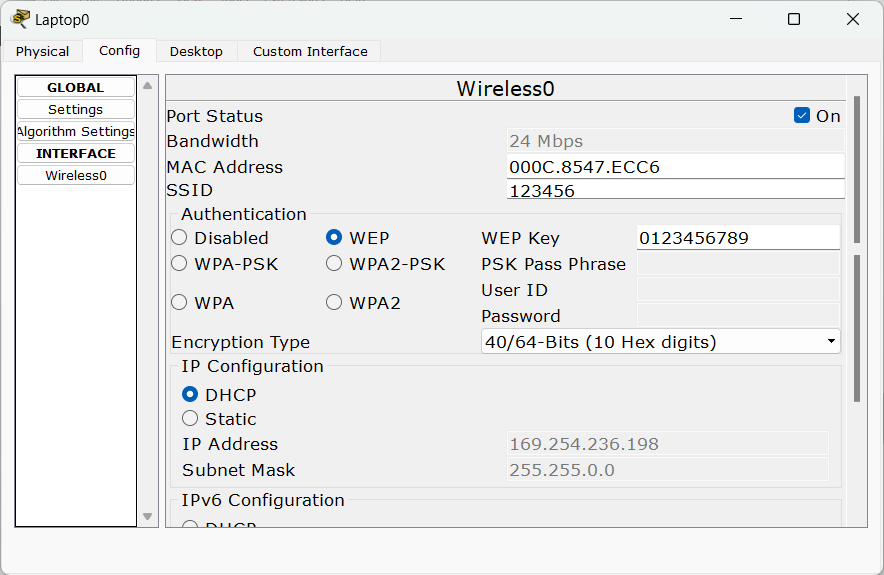 Laptop0
Physical Config Desktop Custom Interface
GLOBAL
Settings
Algorithm Settings
INTERFACE
Wireless0
Wireless0
Port Status On
Bandwidth 24 Mbps
MAC Address 000C.8547.ECC6
SSID 123456
Authentication
Disabled WEP WEP Key 0123456789
WPA-PSK WPA2-PSK PSK Pass Phrase
User ID
WPA WPA2
Password
Encryption Type 40/64-Bits (10 Hex digits)
IP Configuration
DHCP
Static
IP Address 169.254.236.198
Subnet Mask 255.255.0.0
IPv6 Configuration
DHCP